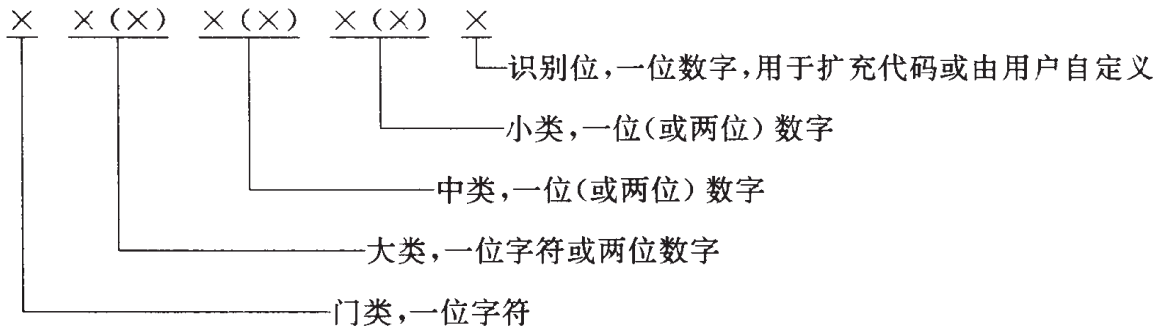 × ×(×) ×(×) ×(×) ×
识别位,一位数字,用于扩充代码或由用户自定义
小类,一位(或两位)数字
中类,一位(或两位)数字
大类,一位字符或两位数字
门类,一位字符